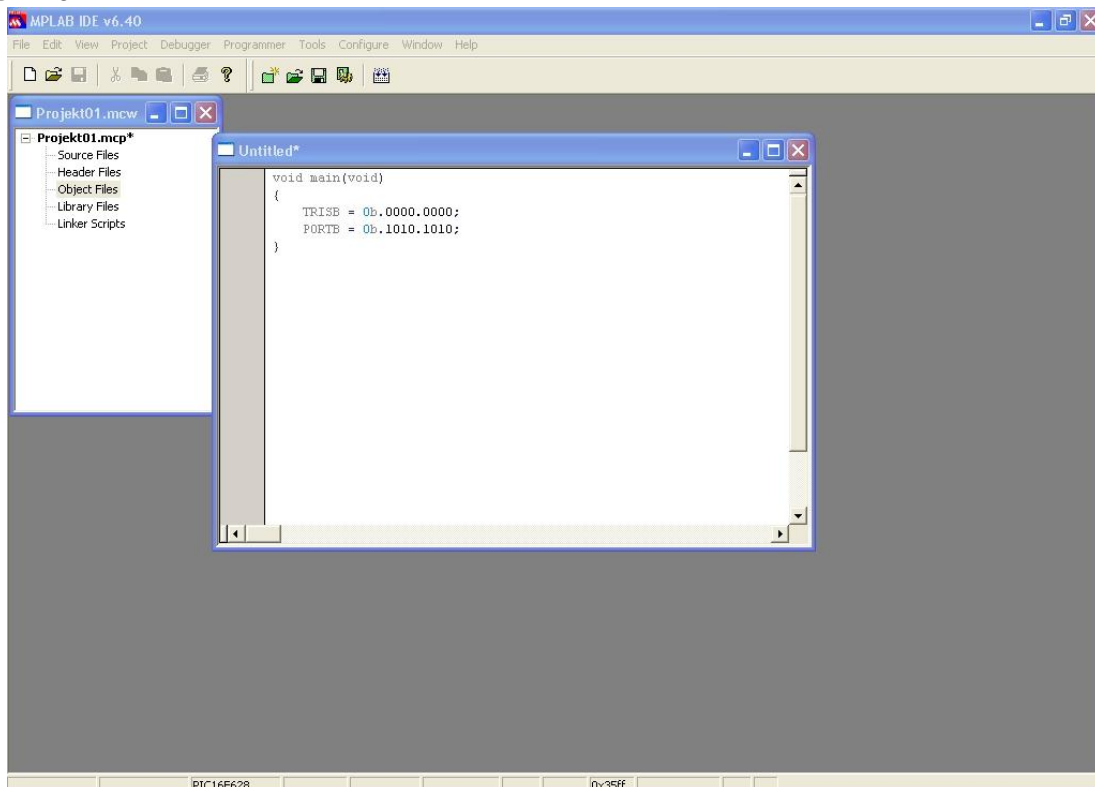 MPLAB IDE v6.40
File Edit View Project Debugger Programmer Tools Configure Window Help
Projekt01.mcw
Projekt01.mcp*
Source Files
Header Files
Object Files
Library Files
Linker Scripts
Untitled*
void main(void)
{
TRISB = 0b.0000.0000;
PORTB = 0b.1010.1010;
}
PIC16F628 0x35ff